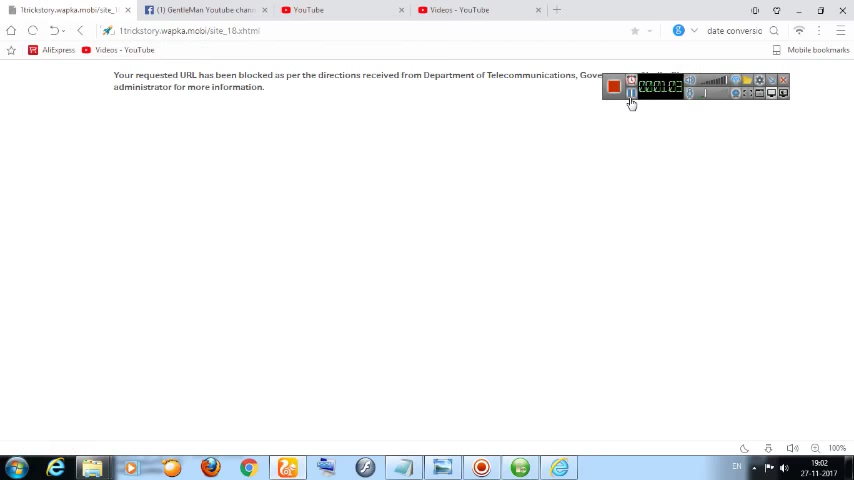 1trickstory.wapka.mobi/site_1
(1) GentleMan Youtube chann
YouTube
Videos - YouTube
1trickstory.wapka.mobi/site_18.xhtml
date conversio
AliExpress
Videos - YouTube
Mobile bookmarks
Your requested URL has been blocked as per the directions received from Department of Telecommunications, Gove
administrator for more information.
000103
100%
EN
19:02
27-11-2017